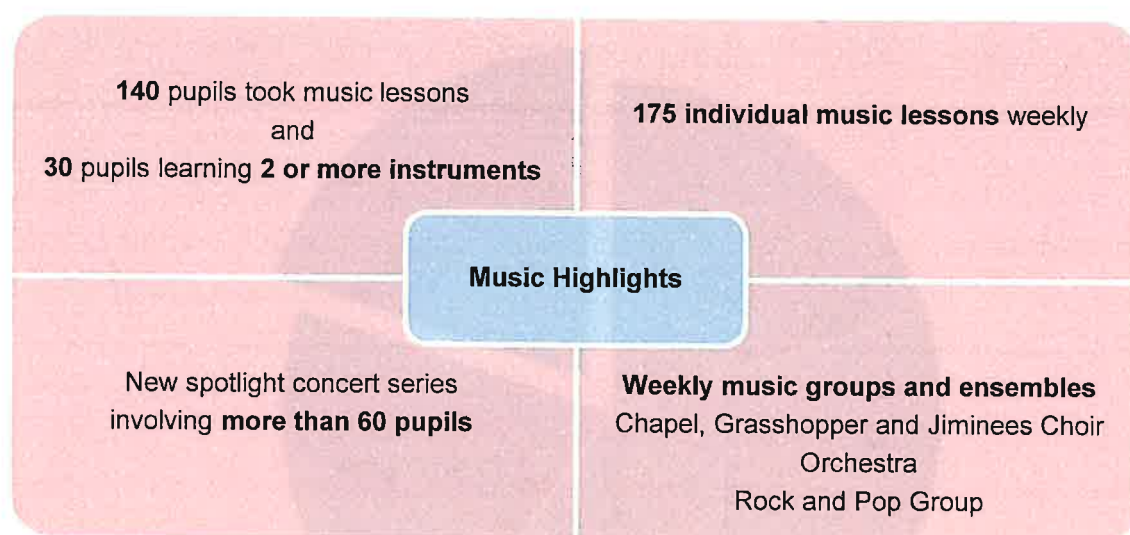 140 pupils took music lessons
and
30 pupils learning 2 or more instruments
175 individual music lessons weekly
Music Highlights
New spotlight concert series
involving more than 60 pupils
Weekly music groups and ensembles
Chapel, Grasshopper and Jiminees Choir
Orchestra
Rock and Pop Group